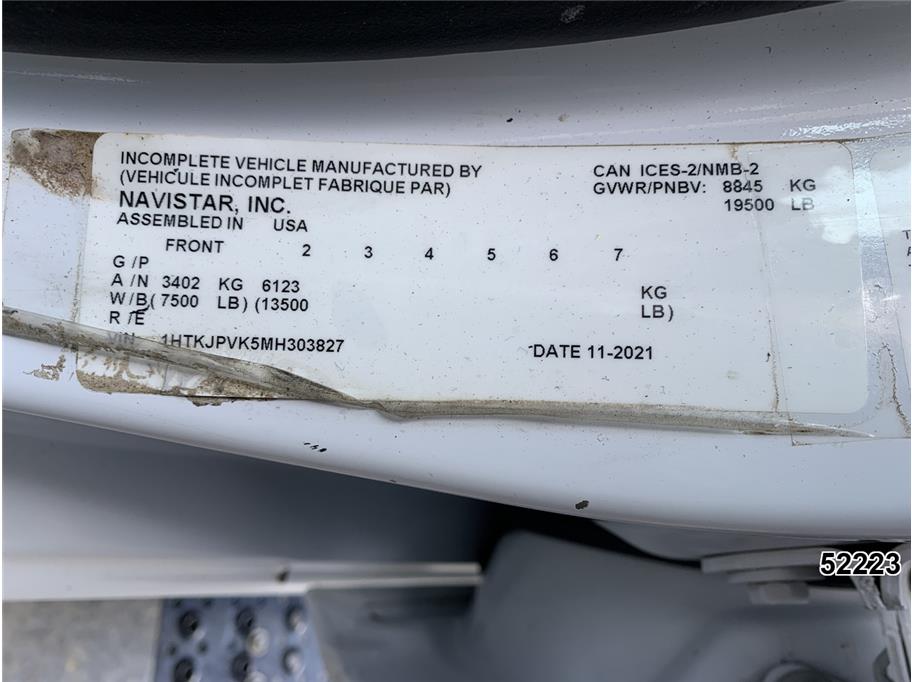 INCOMPLETE VEHICLE MANUFACTURED BY
(VEHICULE INCOMPLET FABRIQUE PAR)
NAVISTAR, INC.
ASSEMBLED IN USA
CAN ICES-2/NMB-2
GVWR/PNBV: 8845 KG
19500 LB
FRONT 2 3 4 5 6 7
G /P
A /N 3402 KG 6123 KG
W/B( 7500 LB) (13500 LB)
R /E
VIN 1HTKJPVK5MH303827 DATE 11-2021
52223